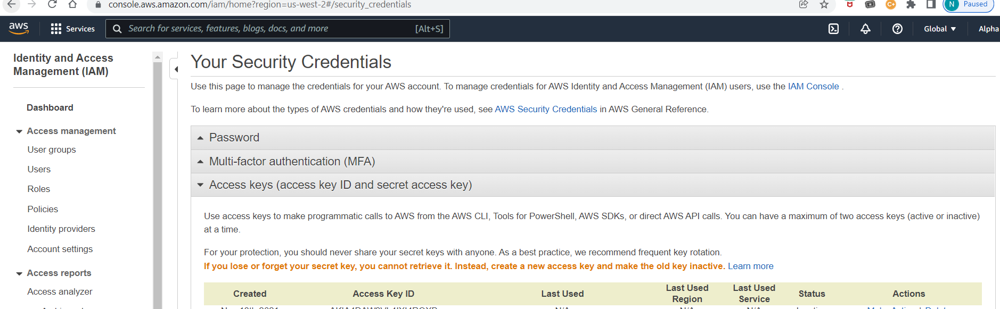 console.aws.amazon.com/iam/home?region=us-west-2#/security_credentials
N Paused
aws
Services
Search for services, features, blogs, docs, and more [Alt+S]
Global
Alpha
Identity and Access
Management (IAM)
Dashboard
Access management
User groups
Users
Roles
Policies
Identity providers
Account settings
Access reports
Access analyzer
Your Security Credentials
Use this page to manage the credentials for your AWS account. To manage credentials for AWS Identity and Access Management (IAM) users, use the IAM Console .
To learn more about the types of AWS credentials and how they're used, see AWS Security Credentials in AWS General Reference.
Password
Multi-factor authentication (MFA)
Access keys (access key ID and secret access key)
Use access keys to make programmatic calls to AWS from the AWS CLI, Tools for PowerShell, AWS SDKs, or direct AWS API calls. You can have a maximum of two access keys (active or inactive)
at a time.
For your protection, you should never share your secret keys with anyone. As a best practice, we recommend frequent key rotation.
If you lose or forget your secret key, you cannot retrieve it. Instead, create a new access key and make the old key inactive. Learn more
Created Access Key ID Last Used Last Used Region Last Used Service Status Actions